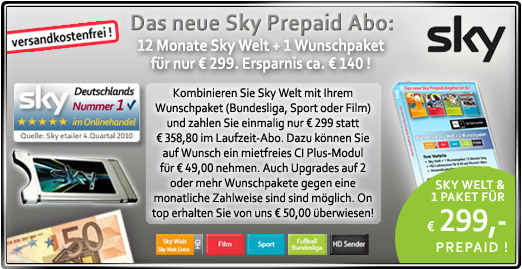 versandkostenfrei !
Das neue Sky Prepaid Abo:
12 Monate Sky Welt + 1 Wunschpaket
für nur € 299. Ersparnis ca. € 140 !
sky
sky
Deutschlands
Nummer 1
im Onlinehandel
Quelle: Sky etailer 4.Quartal 2010
Kombinieren Sie Sky Welt mit Ihrem
Wunschpaket (Bundesliga, Sport oder Film)
und zahlen Sie einmalig nur € 299 statt
€ 358,80 im Laufzeit-Abo. Dazu können Sie
auf Wunsch ein mietfreies CI Plus-Modul
für € 49,00 nehmen. Auch Upgrades auf 2
oder mehr Wunschpakete gegen eine
monatliche Zahlweise sind sind möglich. On
top erhalten Sie von uns € 50,00 überwiesen!
SKY WELT &
1 PAKET FÜR
€ 299,-
PREPAID !
50
Sky Welt
Sky Welt Extra
HD
Film
Sport
Fußball
Bundesliga
HD Sender